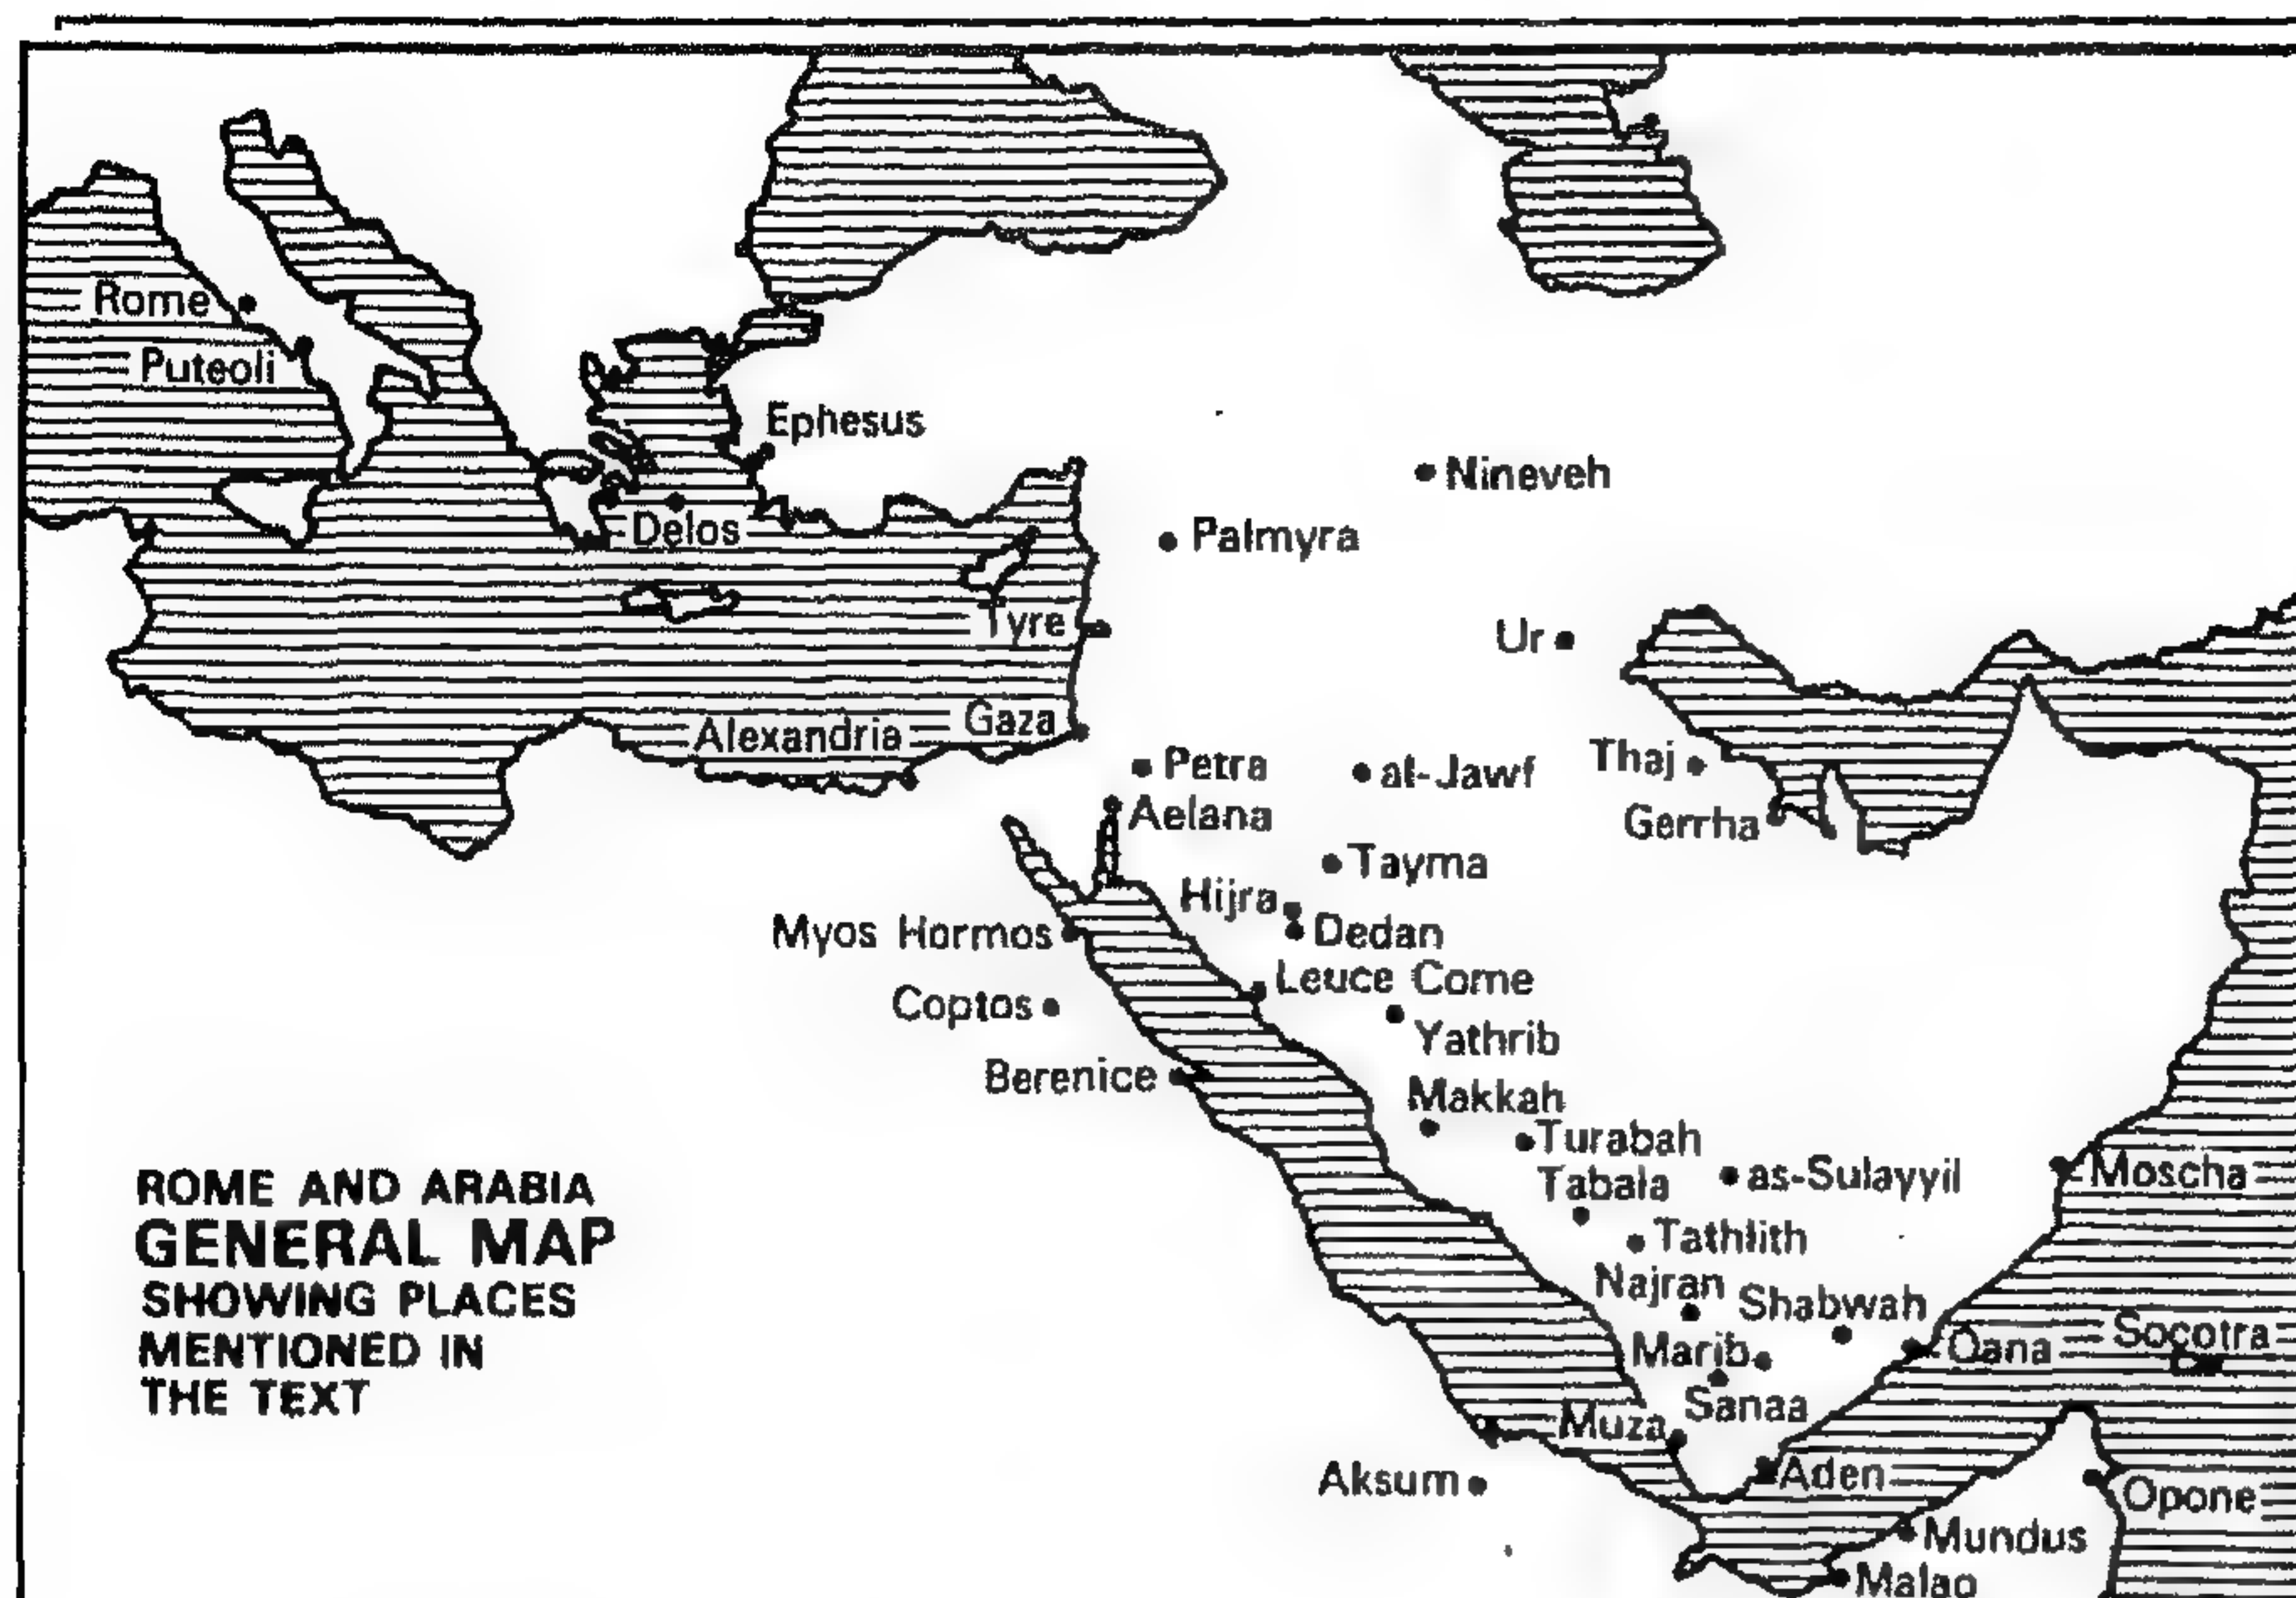 Rome
Puteoli
Ephesus
Nineveh
Delos
Palmyra
Tyre
Ur
Gaza
Alexandria
Petra
al-Jawf
Thaj
Aelana
Gerrha
Tayma
Hijra
Myos Hormos
Dedan
Leuce Come
Coptos
Yathrib
Berenice
Makkah
Turabah
Moscha
as-Sulayyil
Tabala
ROME AND ARABIA
GENERAL MAP
SHOWING PLACES
MENTIONED IN
THE TEXT
Tathlith
Najran
Shabwah
Socotra
Marib
Qana
Sanaa
Muza
Aden
Aksum
Opone
Mundus
Malao